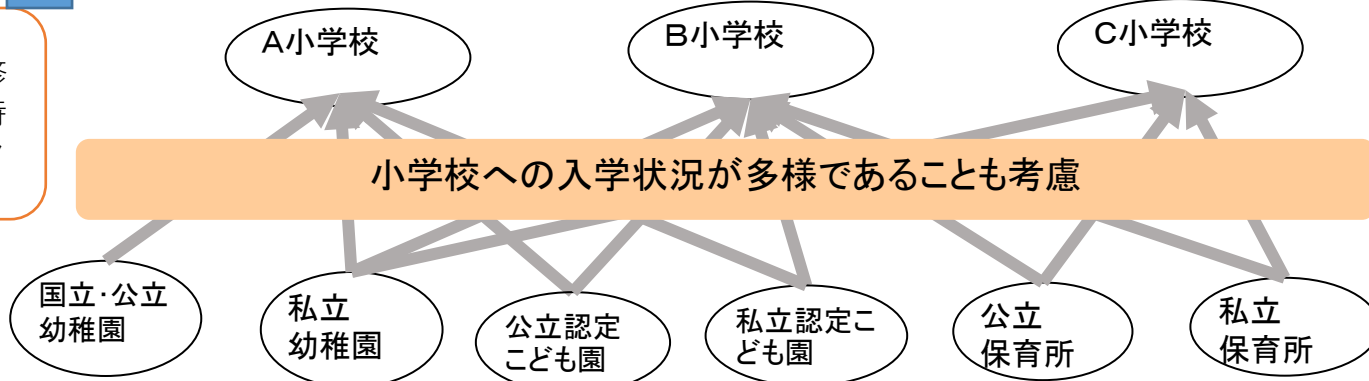 A小学校
B小学校
C小学校
小学校への入学状況が多様であることも考慮
国立･公立
幼稚園
私立
幼稚園
公立認定
こども園
私立認定こ
ども園
公立
保育所
私立
保育所